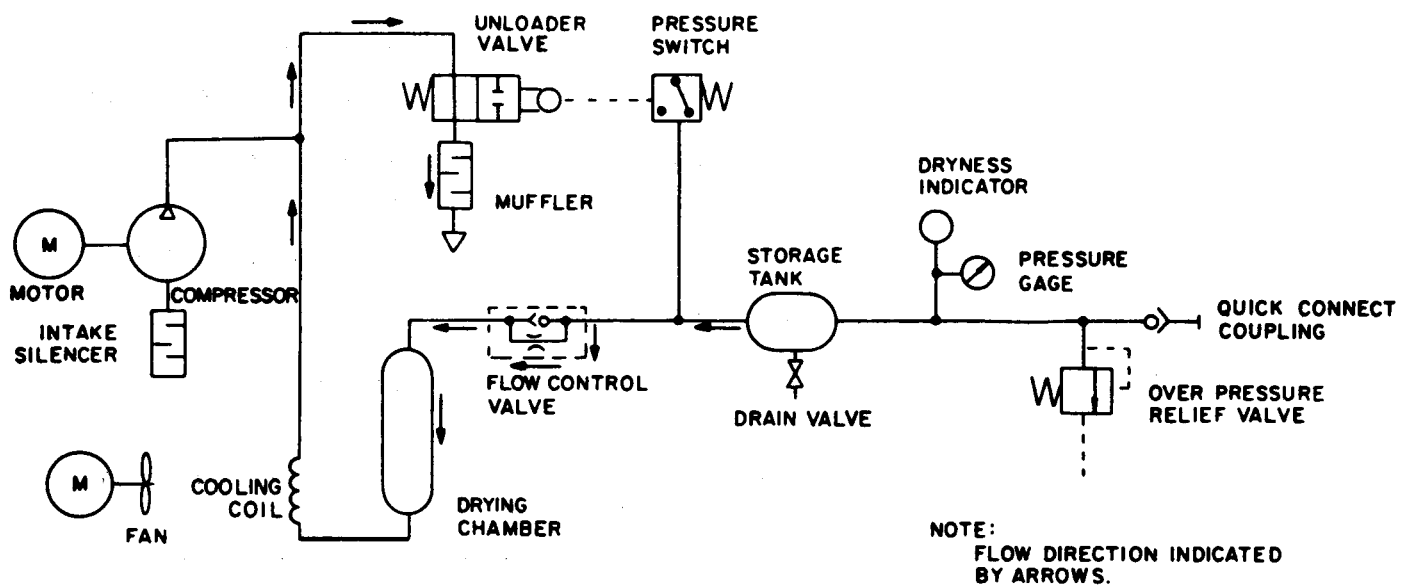 UNLOADER
VALVE
PRESSURE
SWITCH
MUFFLER
DRYNESS
INDICATOR
M
MOTOR
COMPRESSOR
INTAKE
SILENCER
STORAGE
TANK
PRESSURE
GAGE
QUICK CONNECT
COUPLING
FLOW CONTROL
VALVE
DRAIN VALVE
OVER PRESSURE
RELIEF VALVE
M
FAN
COOLING
COIL
DRYING
CHAMBER
NOTE:
FLOW DIRECTION INDICATED
BY ARROWS.